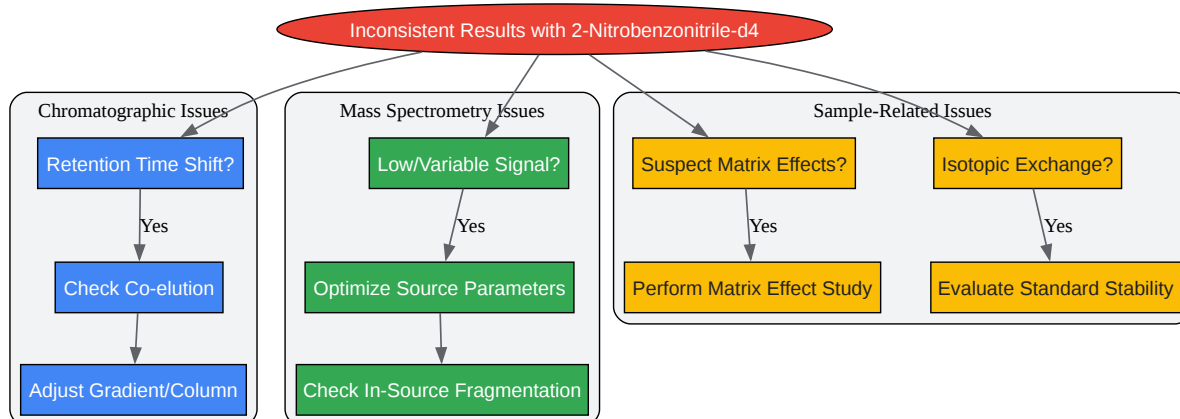 Inconsistent Results with 2-Nitrobenzonitrile-d4
Chromatographic Issues
Retention Time Shift?
Yes
Check Co-elution
Adjust Gradient/Column
Mass Spectrometry Issues
Low/Variable Signal?
Yes
Optimize Source Parameters
Check In-Source Fragmentation
Sample-Related Issues
Suspect Matrix Effects?
Yes
Perform Matrix Effect Study
Isotopic Exchange?
Yes
Evaluate Standard Stability